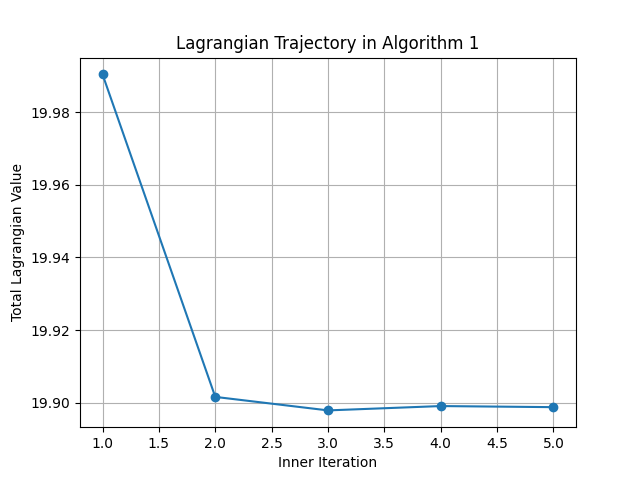 Lagrangian Trajectory in Algorithm 1
Total Lagrangian Value
19.98
19.96
19.94
19.92
19.90
1.0 1.5 2.0 2.5 3.0 3.5 4.0 4.5 5.0
Inner Iteration